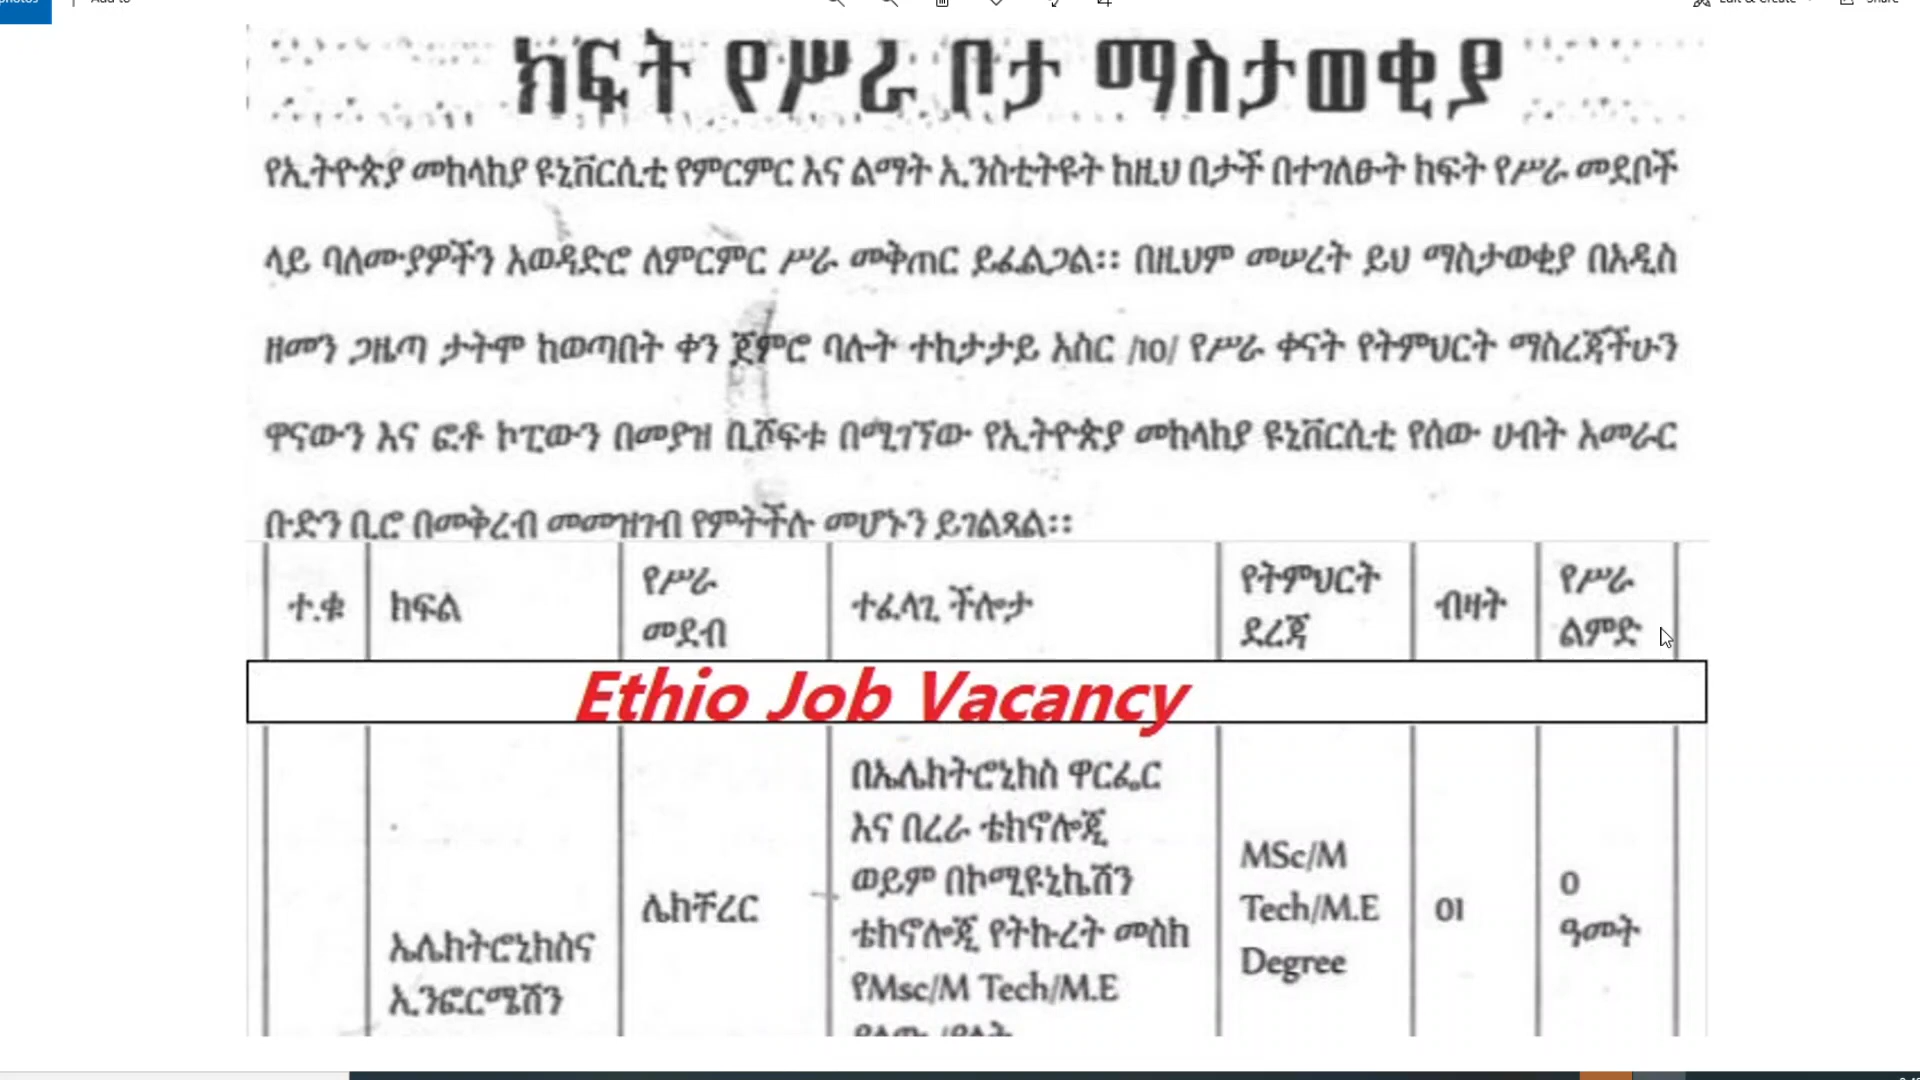 ክፍት የሥራ ቦታ ማስታወቂያ
የኢትዮጵያ መከላከያ ዩኒቨርሲቲ የምርምር እና ልማት ኢንስቲትዩት ከዚህ በታች በተገለፁት ክፍት የሥራ መደቦች
ላይ ባለሙያዎችን አወዳድሮ ለምርምር ሥራ መቅጠር ይፈልጋል፡፡ በዚህም መሠረት ይህ ማስታወቂያ በአዲስ
ዘመን ጋዜጣ ታትሞ ከወጣበት ቀን ጀምሮ ባሉት ተከታታይ አስር /10/ የሥራ ቀናት የትምህርት ማስረጃችሁን
ዋናውን እና ፎቶ ኮፒውን በመያዝ ቢሾፍቱ በሚገኘው የኢትዮጵያ መከላከያ ዩኒቨርሲቲ የሰው ሀብት አመራር
ቡድን ቢሮ በመቅረብ መመዝገብ የምትችሉ መሆኑን ይገልጻል፡፡
ተ.ቁ ክፍል የሥራ መደብ ተፈላጊ ችሎታ የትምህርት ደረጃ ብዛት የሥራ ልምድ
Ethio Job Vacancy
ኤሌክትሮኒክስና
ኢንፎርሜሽን
ሌክቸረር
በኤሌክትሮኒክስ ዋርፌር
እና በረራ ቴክኖሎጂ
ወይም በኮሚዩኒኬሽን
ቴክኖሎጂ የትኩረት መስክ
የMsc/M Tech/M.E
MSc/M
Tech/M.E
Degree
01
0
ዓመት